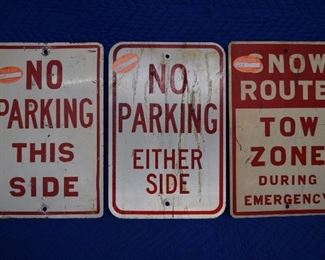 NO
PARKING
THIS
SIDE
NO
PARKING
EITHER
SIDE
SNOW
ROUTE
TOW
ZONE
DURING
EMERGENCY